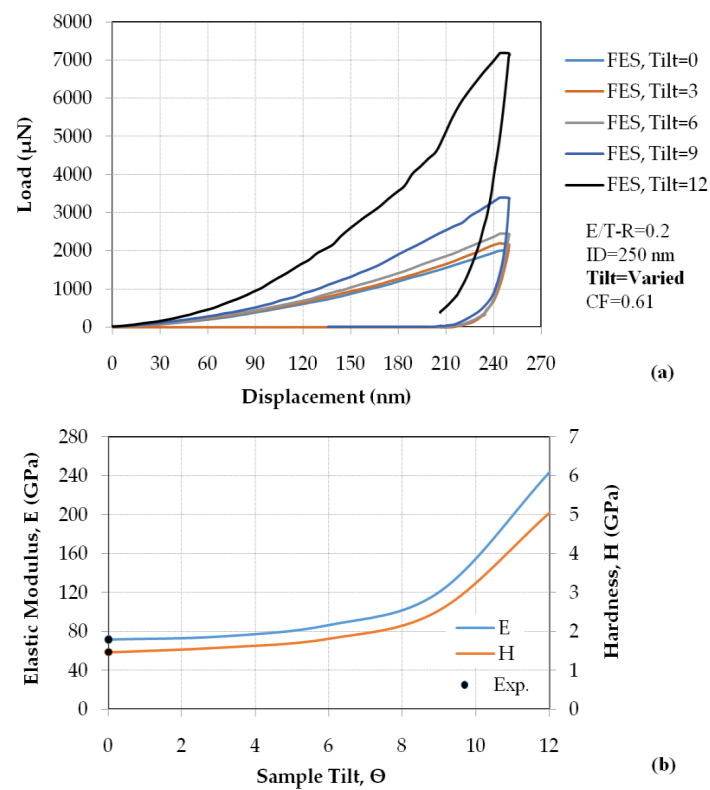 8000
7000
6000
5000
4000
3000
2000
1000
0
Load (µN)
0 30 60 90 120 150 180 210 240 270
Displacement (nm)
FES, Tilt=0
FES, Tilt=3
FES, Tilt=6
FES, Tilt=9
FES, Tilt=12
E/T-R=0.2
ID=250 nm
Tilt=Varied
CF=0.61
(a)
280
240
200
160
120
80
40
0
Elastic Modulus, E (GPa)
7
6
5
4
3
2
1
0
Hardness, H (GPa)
E
H
Exp.
0 2 4 6 8 10 12
Sample Tilt, Θ
(b)